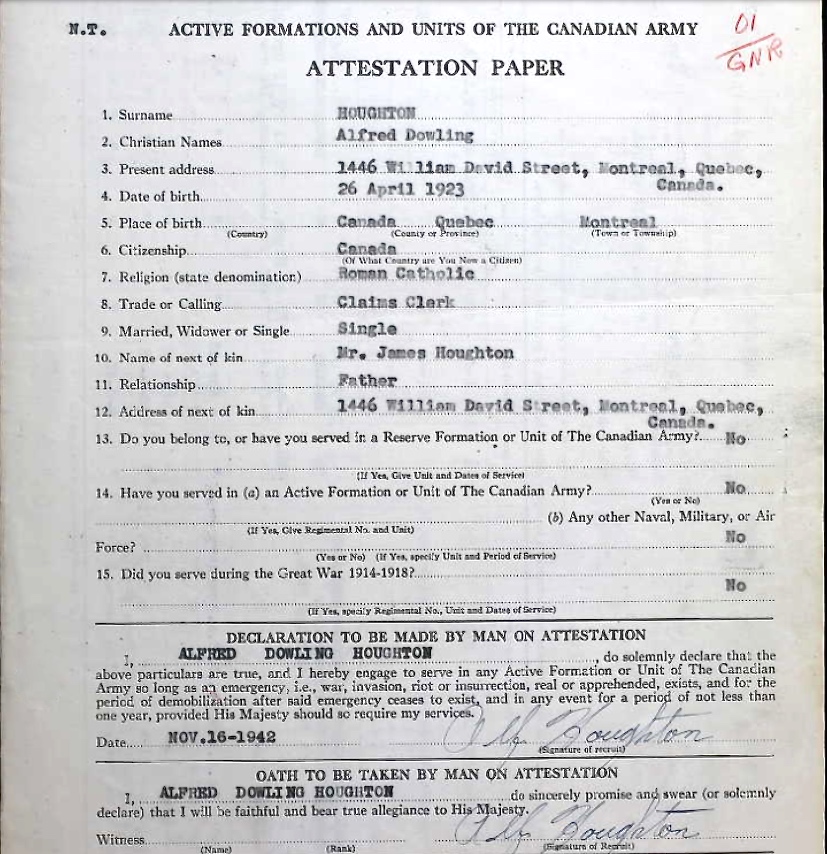 N.T. ACTIVE FORMATIONS AND UNITS OF THE CANADIAN ARMY
01
GNR
ATTESTATION PAPER
1. Surname HOUGHTON
2. Christian Names Alfred Dowling
3. Present address 1446 William David Street, Montreal, Quebec,
Canada.
4. Date of birth 26 April 1923
5. Place of birth Canada Quebec Montreal
(Country) (County or Province) (Town or Township)
6. Citizenship Canada
(Of What Country are You Now a Citizen)
7. Religion (state denomination) Roman Catholic
8. Trade or Calling Claims Clerk
9. Married, Widower or Single Single
10. Name of next of kin Mr. James Houghton
11. Relationship Father
12. Address of next of kin 1446 William David Street, Montreal, Quebec,
Canada.
13. Do you belong to, or have you served in a Reserve Formation or Unit of The Canadian Army? No
(If Yes, Give Unit and Dates of Service)
14. Have you served in (a) an Active Formation or Unit of The Canadian Army? No
(Yes or No)
(b) Any other Naval, Military, or Air
(If Yes, Give Regimental No. and Unit)
Force? No
(Yes or No) (If Yes, specify Unit and Period of Service)
15. Did you serve during the Great War 1914-1918? No
(If Yes, specify Regimental No., Unit and Dates of Service)
DECLARATION TO BE MADE BY MAN ON ATTESTATION
I, ALFRED DOWLING HOUGHTON, do solemnly declare that the
above particulars are true, and I hereby engage to serve in any Active Formation or Unit of The Canadian
Army so long as an emergency, i.e., war, invasion, riot or insurrection, real or apprehended, exists, and for the
period of demobilization after said emergency ceases to exist, and in any event for a period of not less than
one year, provided His Majesty should so require my services.
Date NOV.16-1942 Alf Houghton
(Signature of recruit)
OATH TO BE TAKEN BY MAN ON ATTESTATION
I, ALFRED DOWLING HOUGHTON do sincerely promise and swear (or solemnly
declare) that I will be faithful and bear true allegiance to His Majesty.
Alf Houghton
Witness
(Name) (Rank) (Signature of Recruit)